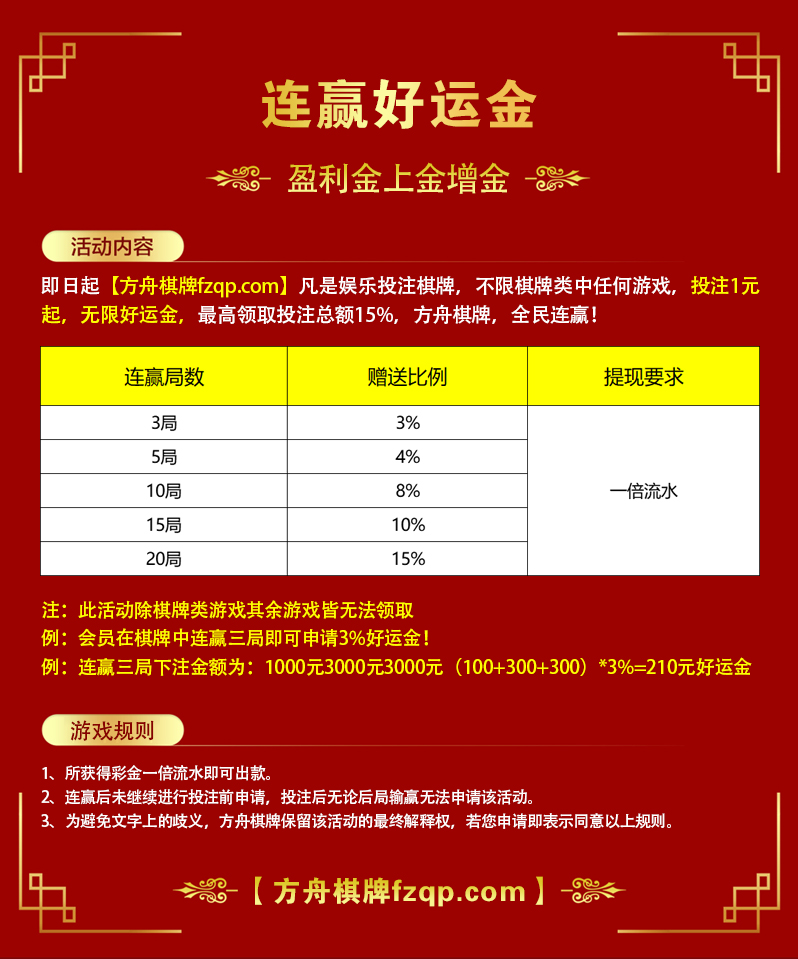 连赢好运金
盈利金上金增金
活动内容
即日起【方舟棋牌fzqp.com】凡是娱乐投注棋牌，不限棋牌类中任何游戏，投注1元
起，无限好运金，最高领取投注总额15%，方舟棋牌，全民连赢！
连赢局数 赠送比例 提现要求
3局 3%
5局 4%
10局 8% 一倍流水
15局 10%
20局 15%
注：此活动除棋牌类游戏其余游戏皆无法领取
例：会员在棋牌中连赢三局即可申请3%好运金！
例：连赢三局下注金额为：1000元3000元3000元（100+300+300）*3%=210元好运金
游戏规则
1、所获得彩金一倍流水即可出款。
2、连赢后未继续进行投注前申请，投注后无论后局输赢无法申请该活动。
3、为避免文字上的歧义，方舟棋牌保留该活动的最终解释权，若您申请即表示同意以上规则。
【方舟棋牌fzqp.com】